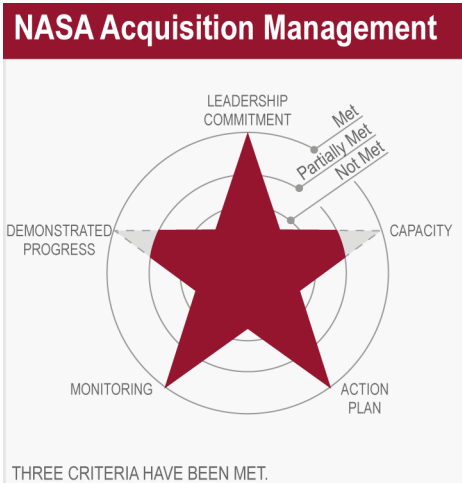 NASA Acquisition Management
LEADERSHIP
COMMITMENT
Met
Partially Met
Not Met
DEMONSTRATED
PROGRESS
CAPACITY
MONITORING
ACTION
PLAN
THREE CRITERIA HAVE BEEN MET.